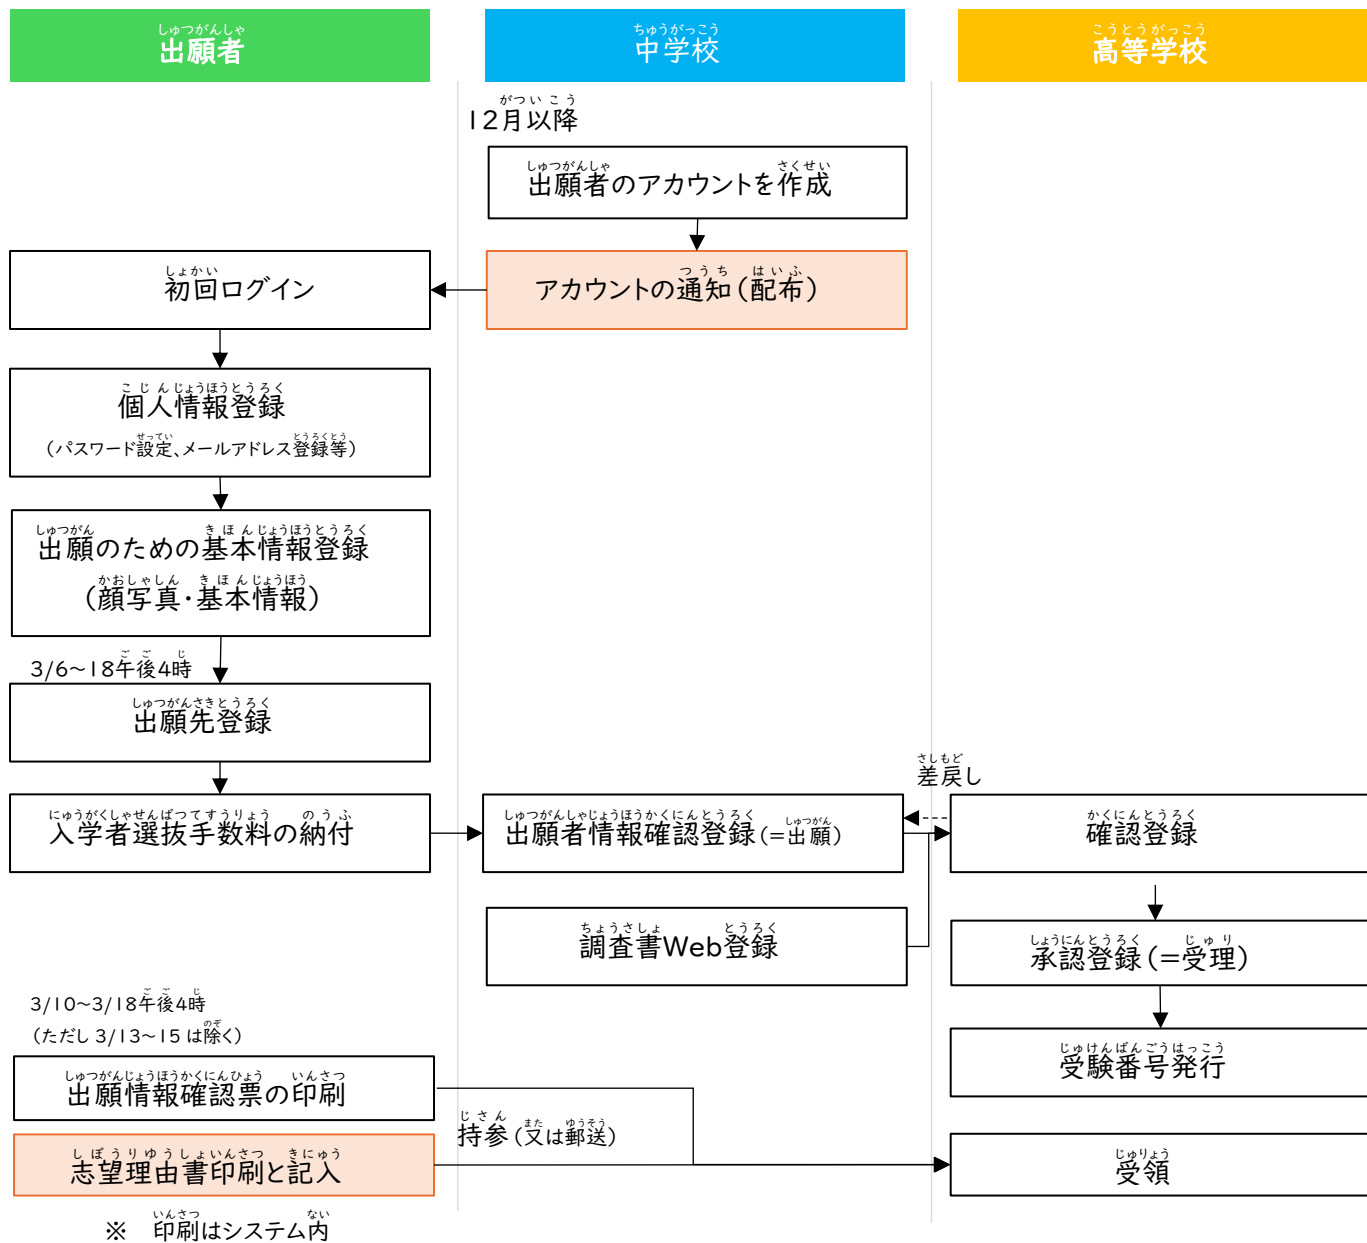 出願者
中学校
高等学校
12月以降
出願者のアカウントを作成
アカウントの通知(配布)
初回ログイン
個人情報登録
(パスワード設定、メールアドレス登録等)
出願のための基本情報登録
(顔写真・基本情報)
3/6~18午後4時
出願先登録
入学者選抜手数料の納付
出願者情報確認登録(=出願)
差戻し
確認登録
調査書Web登録
承認登録(=受理)
受験番号発行
3/10~3/18午後4時
(ただし 3/13~15 は除く)
出願情報確認票の印刷
持参(又は郵送)
志望理由書印刷と記入
受領
※ 印刷はシステム内